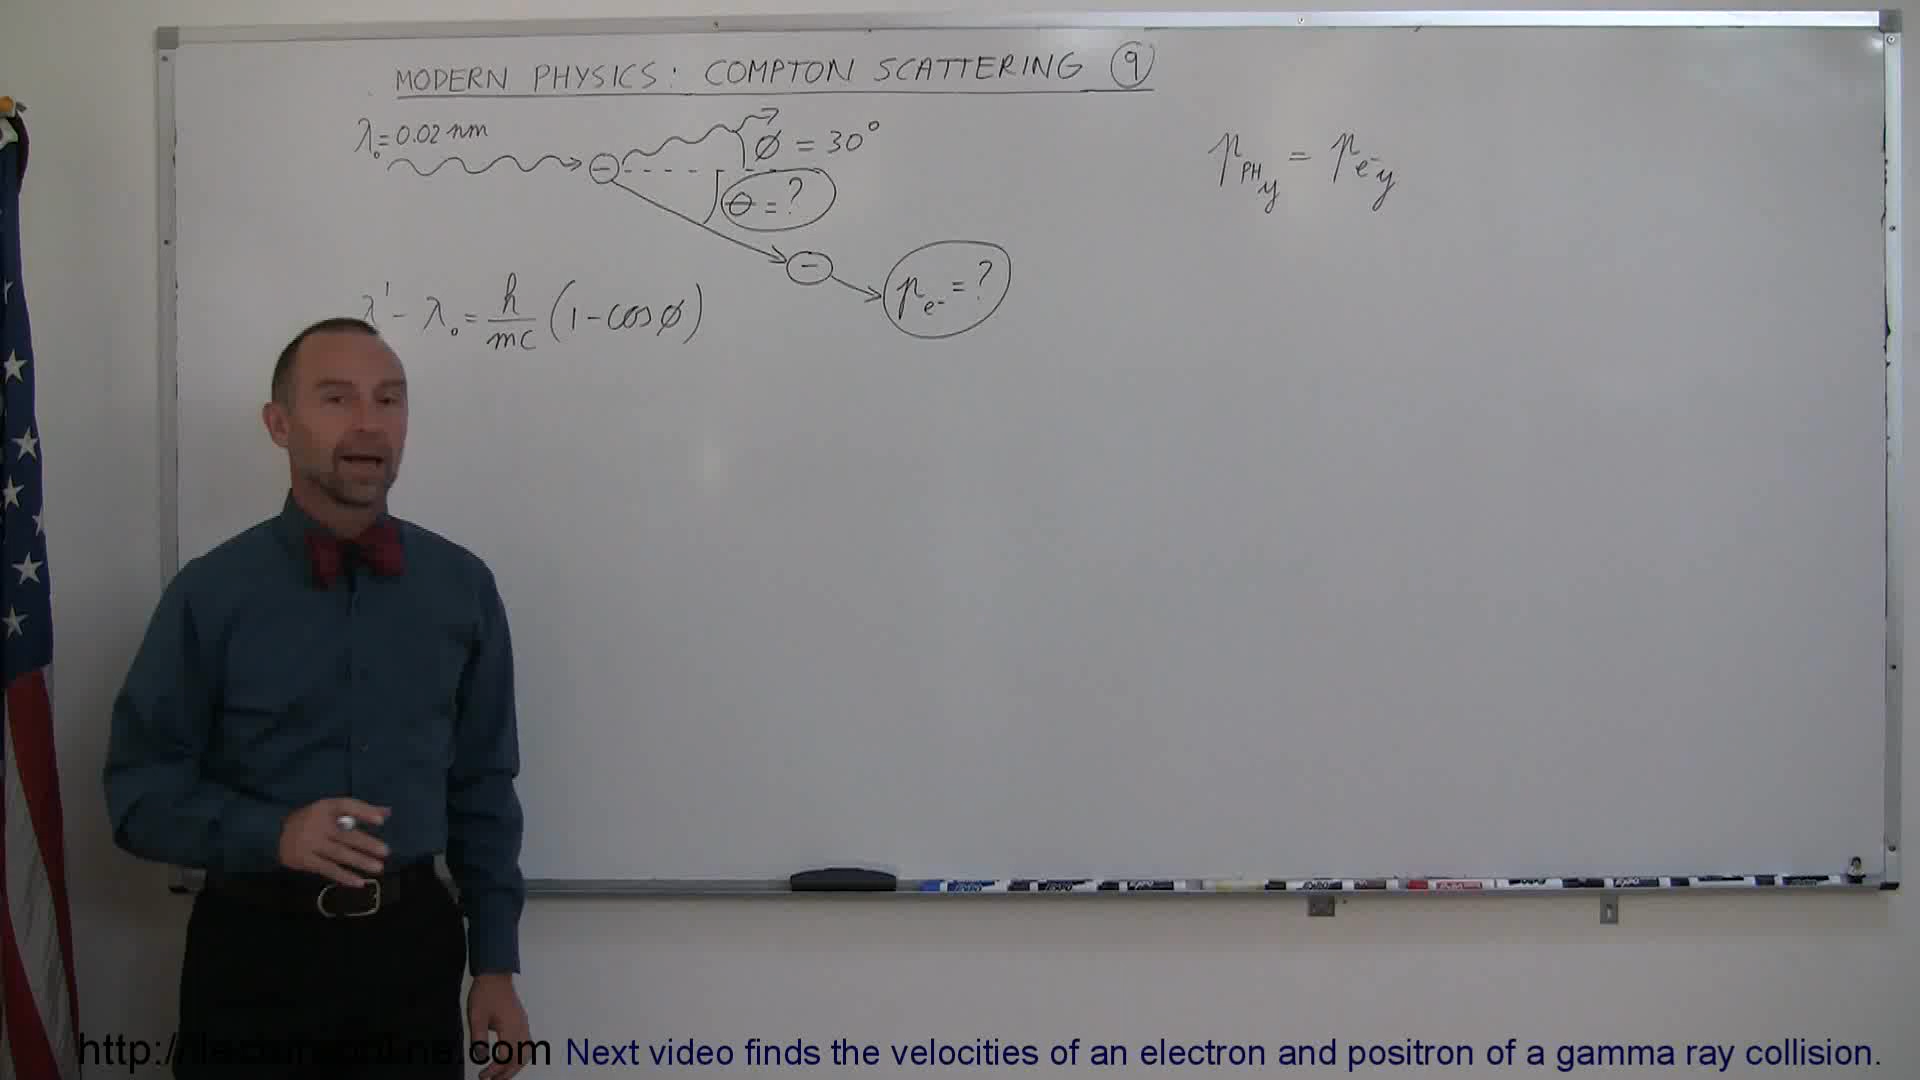 MODERN PHYSICS: COMPTON SCATTERING 9
λ₀ = 0.02 nm
ϕ = 30°
θ = ?
p_PHy = p_e⁻y
p_e⁻ = ?
λ' - λ₀ = h/mc (1 - cos ϕ)
Next video finds the velocities of an electron and positron of a gamma ray collision.